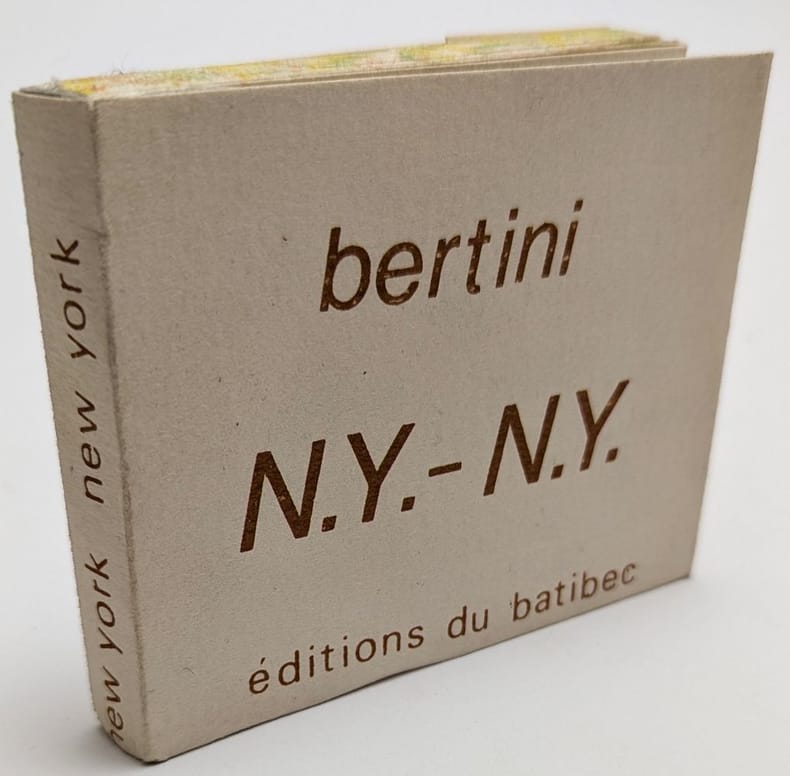 bertini
N.Y.-N.Y.
éditions du batibec
new york new york